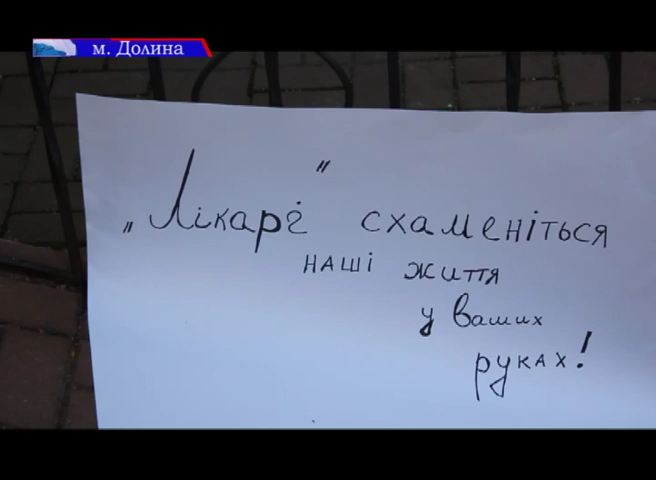 м. Долина
„Лікарі" схаменіться
наші життя
у ваших
руках!